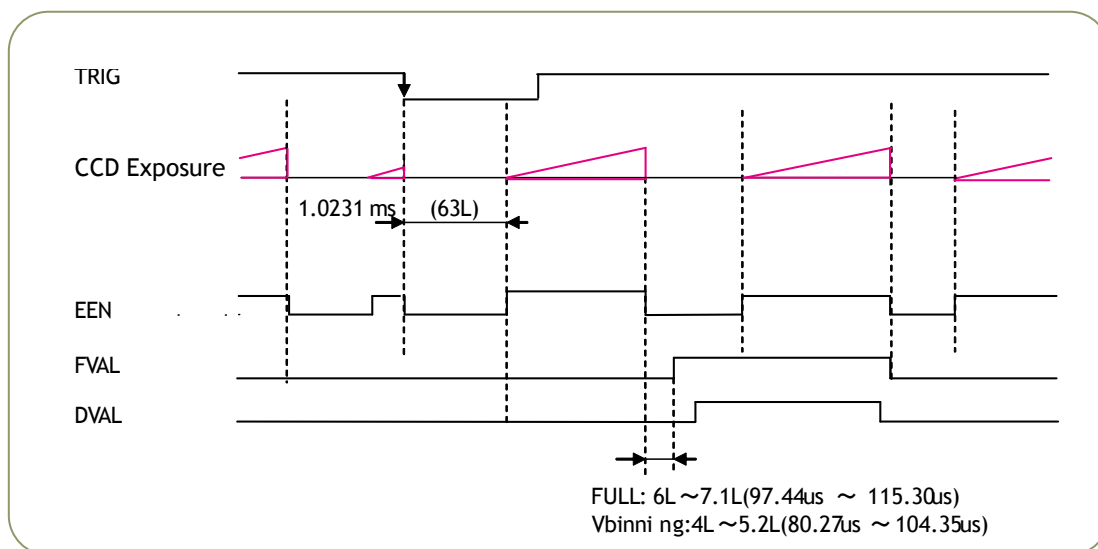 TRIG
CCD Exposure
1.0231 ms (63L)
EEN
FVAL
DVAL
FULL: 6L～7.1L(97.44us ～ 115.30us)
Vbinni ng:4L～5.2L(80.27us ～104.35us)